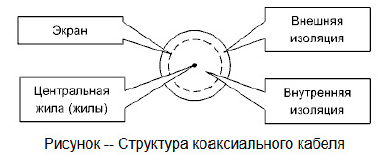 Экран
Внешняя
изоляция
Центральная
жила (жилы)
Внутренняя
изоляция
Рисунок -- Структура коаксиального кабеля